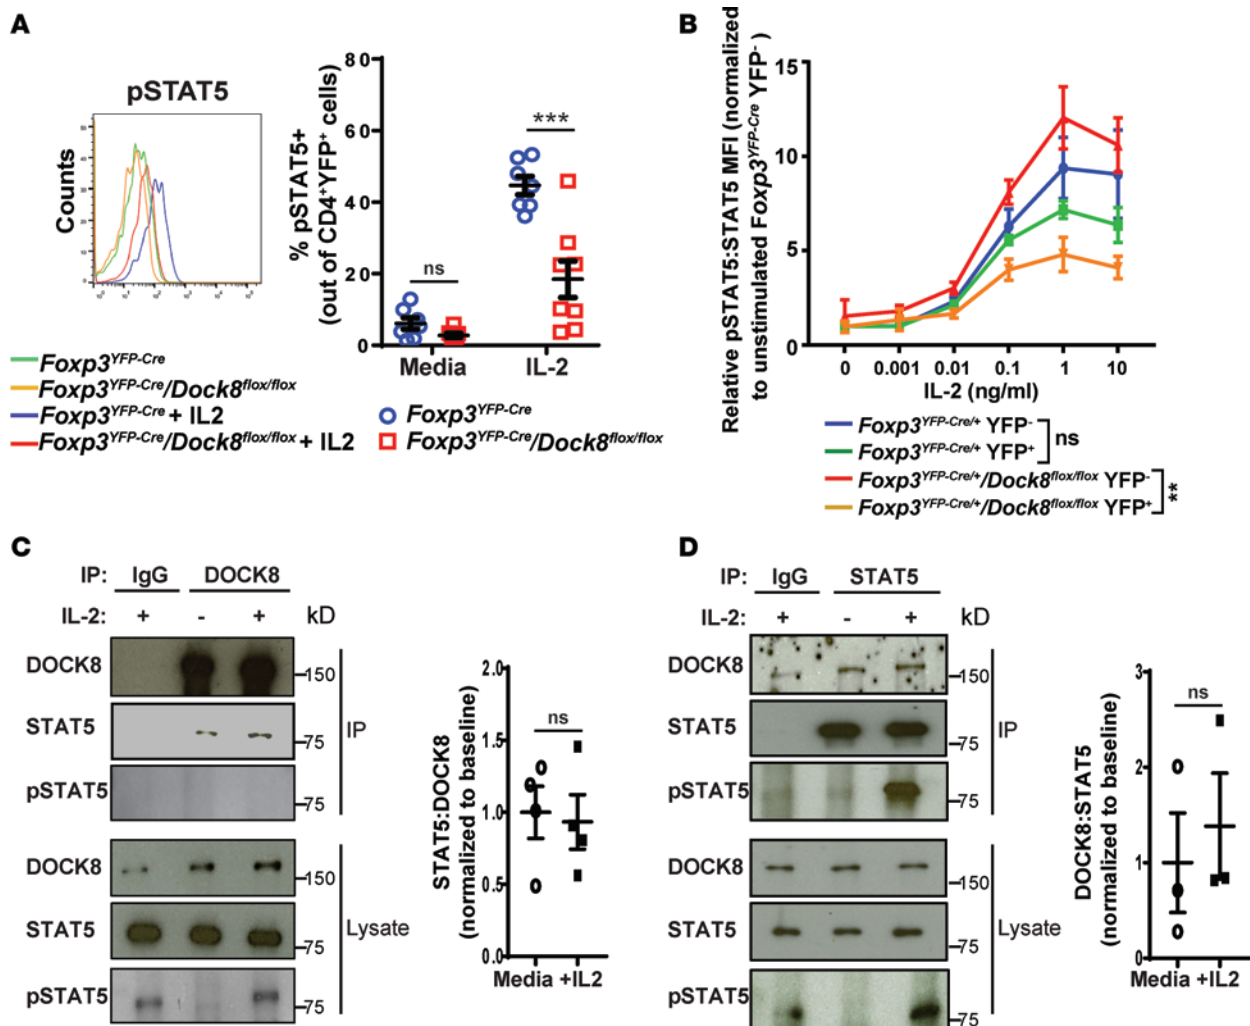 A
pSTAT5
Counts
% pSTAT5+
(out of CD4+YFP+ cells)
80
60
40
20
0
ns
***
Media
IL-2
Foxp3YFP-Cre
Foxp3YFP-Cre/Dock8flox/flox
Foxp3YFP-Cre + IL2
Foxp3YFP-Cre/Dock8flox/flox + IL2
Foxp3YFP-Cre
Foxp3YFP-Cre/Dock8flox/flox
B
Relative pSTAT5:STAT5 MFI (normalized
to unstimulated Foxp3YFP-Cre YFP- )
15
10
5
0
0 0.001 0.01 0.1 1 10
IL-2 (ng/ml)
Foxp3YFP-Cre/+ YFP-
Foxp3YFP-Cre/+ YFP+
ns
Foxp3YFP-Cre/+/Dock8flox/flox YFP-
Foxp3YFP-Cre/+/Dock8flox/flox YFP+
**
C
IP: IgG DOCK8
IL-2: + - + kD
DOCK8 150
STAT5 75
pSTAT5 75
IP
DOCK8 150
STAT5 75
pSTAT5 75
Lysate
STAT5:DOCK8
(normalized to baseline)
2.0
1.5
1.0
0.5
0.0
ns
Media +IL2
D
IP: IgG STAT5
IL-2: + - + kD
DOCK8 150
STAT5 75
pSTAT5 75
IP
DOCK8 150
STAT5 75
pSTAT5 75
Lysate
DOCK8:STAT5
(normalized to baseline)
3
2
1
0
ns
Media +IL2